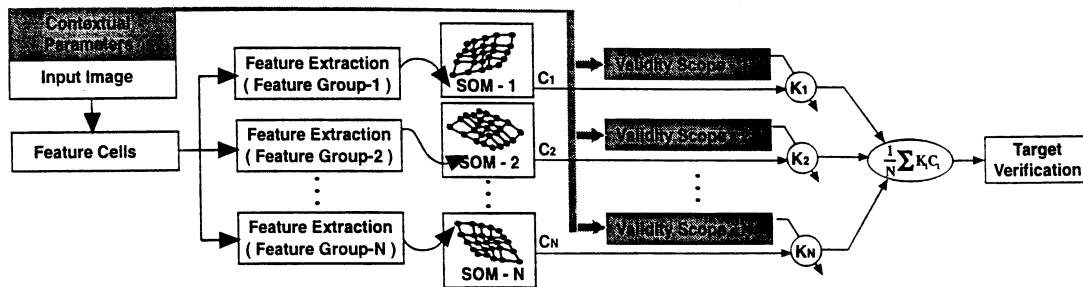 Contextual
Parameters
Input Image
Feature Cells
Feature Extraction
( Feature Group-1 )
SOM - 1
C1
Validity Scope
K1
Feature Extraction
( Feature Group-2 )
SOM - 2
C2
Validity Scope
K2
Feature Extraction
( Feature Group-N )
SOM - N
CN
Validity Scope
KN
1/N ∑ KiCi
Target
Verification